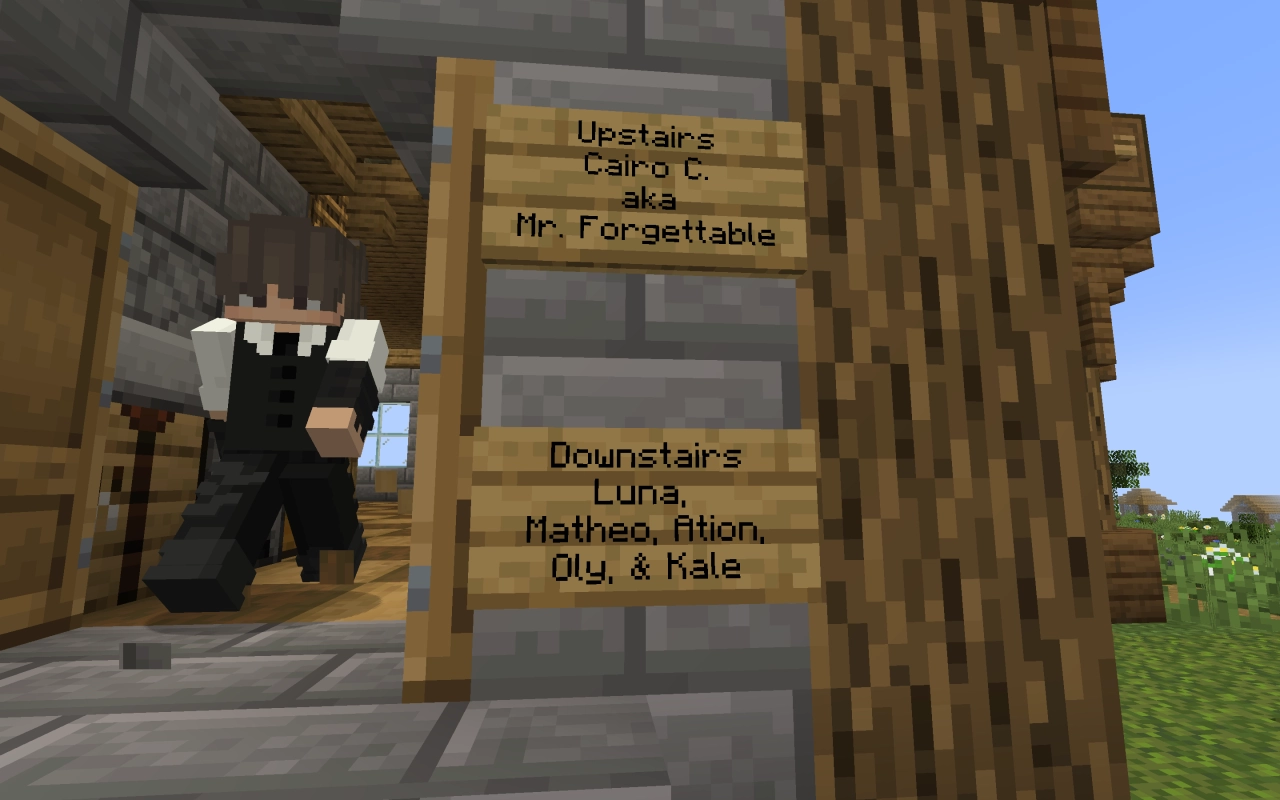 Upstairs
Cairo C.
aka
Mr. Forgettable
Downstairs
Luna,
Matheo, Ation,
Oly, & Kale